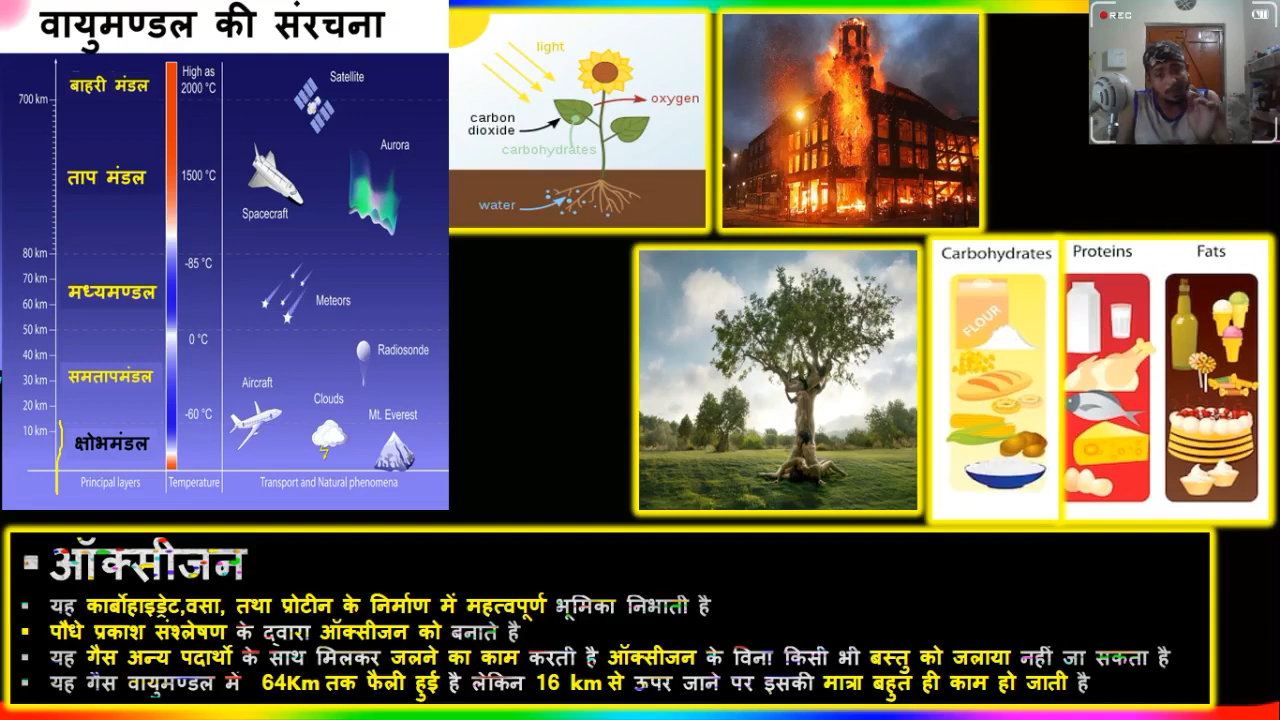 वायुमण्डल की संरचना
बाहरी मंडल
High as
2000 °C
Satellite
700 km
Aurora
ताप मंडल
1500 °C
Spacecraft
80 km
-85 °C
70 km
मध्यमण्डल
60 km
Meteors
50 km
0 °C
Radiosonde
40 km
समतापमंडल
30 km
Aircraft
Clouds
20 km
-60 °C
Mt. Everest
10 km
क्षोभमंडल
Principal layers
Temperature
Transport and Natural phenomena
light
oxygen
carbon
dioxide
carbohydrates
water
REC
Carbohydrates
Proteins
Fats
FLOUR
ऑक्सीजन
यह कार्बोहाइड्रेट,वसा, तथा प्रोटीन के निर्माण में महत्वपूर्ण भूमिका निभाती है
पौधे प्रकाश संश्लेषण के द्वारा ऑक्सीजन को बनाते है
यह गैस अन्य पदार्थो के साथ मिलकर जलने का काम करती है ऑक्सीजन के विना किसी भी बस्तु को जलाया नहीं जा सकता है
यह गैस वायुमण्डल में 64Km तक फैली हुई है लेकिन 16 km से ऊपर जाने पर इसकी मात्रा बहुत ही काम हो जाती है